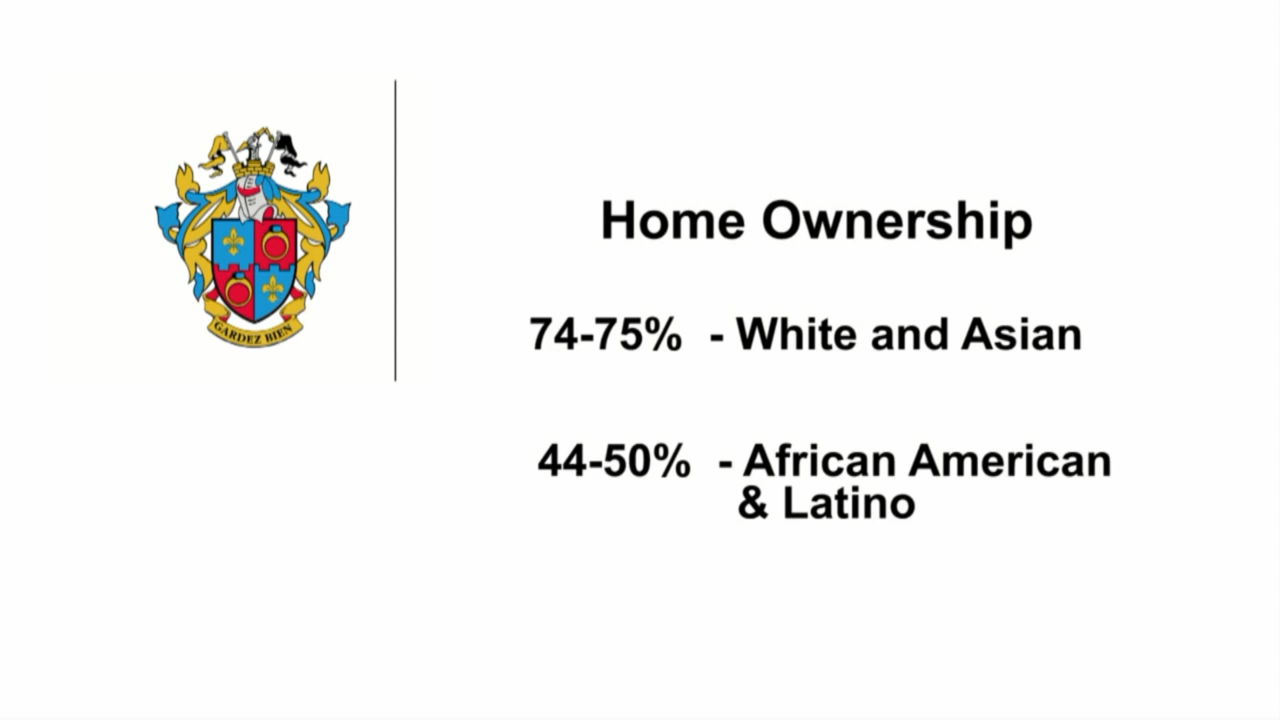 GARDEZ BIEN
Home Ownership
74-75% - White and Asian
44-50% - African American
& Latino